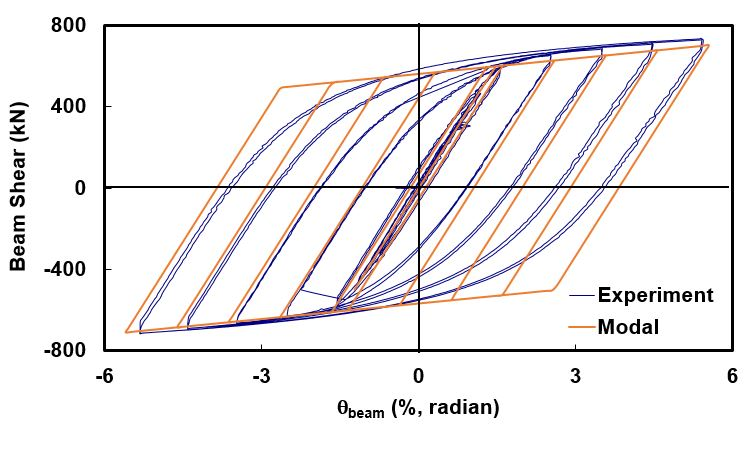 800
400
0
-400
-800
Beam Shear (kN)
Experiment
Modal
-6 -3 0 3 6
θbeam (%, radian)